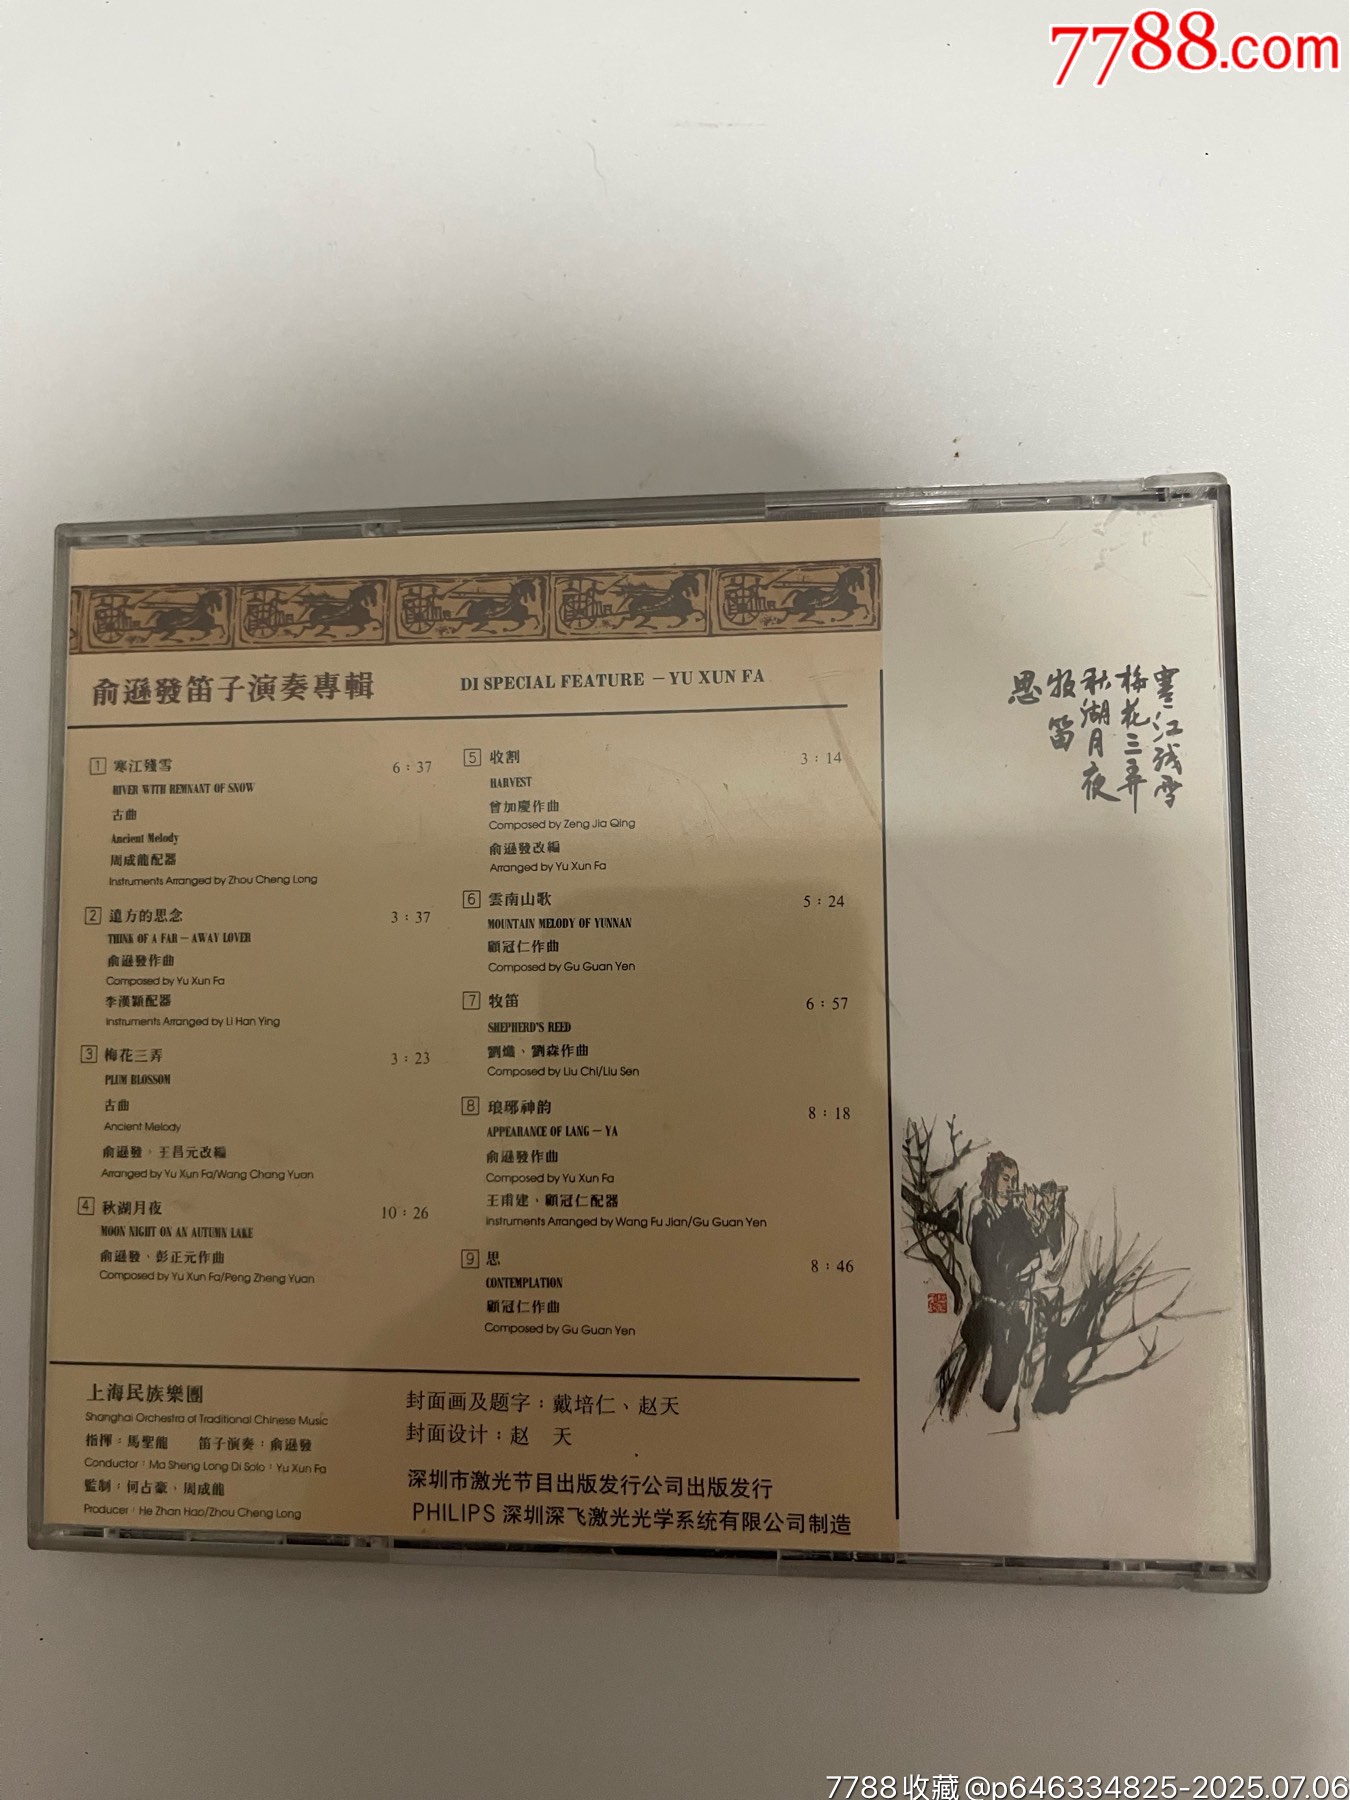 7788.com
俞遜發笛子演奏專輯
DI SPECIAL FEATURE – YU XUN FA
1 寒江殘雪 6:37
RIVER WITH REMNANT OF SNOW
古曲
Ancient Melody
周成龍配器
Instruments Arranged by Zhou Cheng Long
2 遠方的思念 3:37
THINK OF A FAR – AWAY LOVER
俞遜發作曲
Composed by Yu Xun Fa
李漢穎配器
Instruments Arranged by Li Han Ying
3 梅花三弄 3:23
PLUM BLOSSOM
古曲
Ancient Melody
俞遜發、王昌元改編
Arranged by Yu Xun Fa/Wang Chang Yuan
4 秋湖月夜 10:26
MOON NIGHT ON AN AUTUMN LAKE
俞遜發、彭正元作曲
Composed by Yu Xun Fa/Peng Zheng Yuan
5 收割 3:14
HARVEST
曾加慶作曲
Composed by Zeng Jia Qing
俞遜發改編
Arranged by Yu Xun Fa
6 雲南山歌 5:24
MOUNTAIN MELODY OF YUNNAN
顧冠仁作曲
Composed by Gu Guan Yen
7 牧笛 6:57
SHEPHERD'S REED
劉熾、劉森作曲
Composed by Liu Chi/Liu Sen
8 琅琊神韵 8:18
APPEARANCE OF LANG – YA
俞遜發作曲
Composed by Yu Xun Fa
王甫建、顧冠仁配器
Instruments Arranged by Wang Fu Jian/Gu Guan Yen
9 思 8:46
CONTEMPLATION
顧冠仁作曲
Composed by Gu Guan Yen
寒江残雪
梅花三弄
秋湖月夜
牧笛
思
上海民族樂團
Shanghai Orchestra of Traditional Chinese Music
指揮：馬聖龍 笛子演奏：俞遜發
Conductor：Ma Sheng Long Di Solo：Yu Xun Fa
監制：何占豪、周成龍
Producer：He Zhan Hao/Zhou Cheng Long
封面画及题字：戴培仁、赵天
封面设计：赵 天
深圳市激光节目出版发行公司出版发行
PHILIPS 深圳深飞激光光学系统有限公司制造
7788收藏@p646334825-2025.07.06